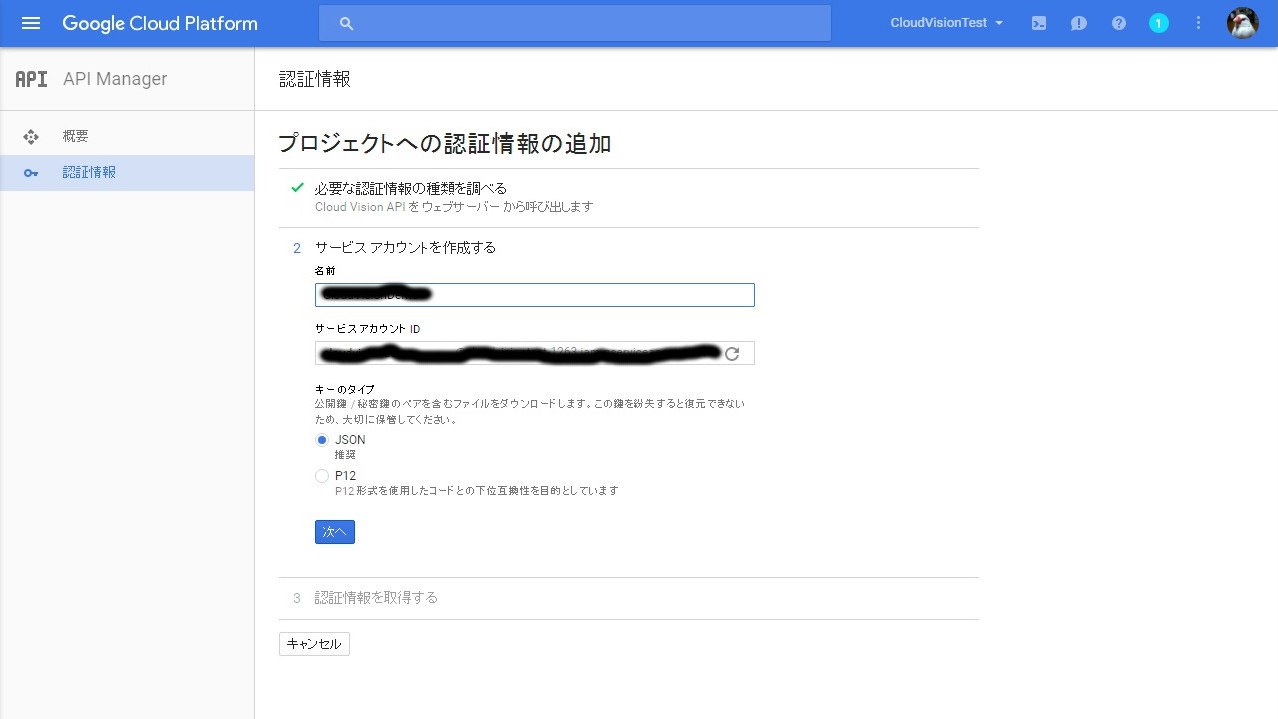 Google Cloud Platform
CloudVisionTest
1
API API Manager
認証情報
概要
認証情報
プロジェクトへの認証情報の追加
必要な認証情報の種類を調べる
Cloud Vision API を ウェブサーバー から呼び出します
2 サービス アカウントを作成する
名前
サービス アカウント ID
キーのタイプ
公開鍵 / 秘密鍵のペアを含むファイルをダウンロードします。この鍵を紛失すると復元できない
ため、大切に保管してください。
JSON
推奨
P12
P12 形式を使用したコードとの下位互換性を目的としています
次へ
3 認証情報を取得する
キャンセル